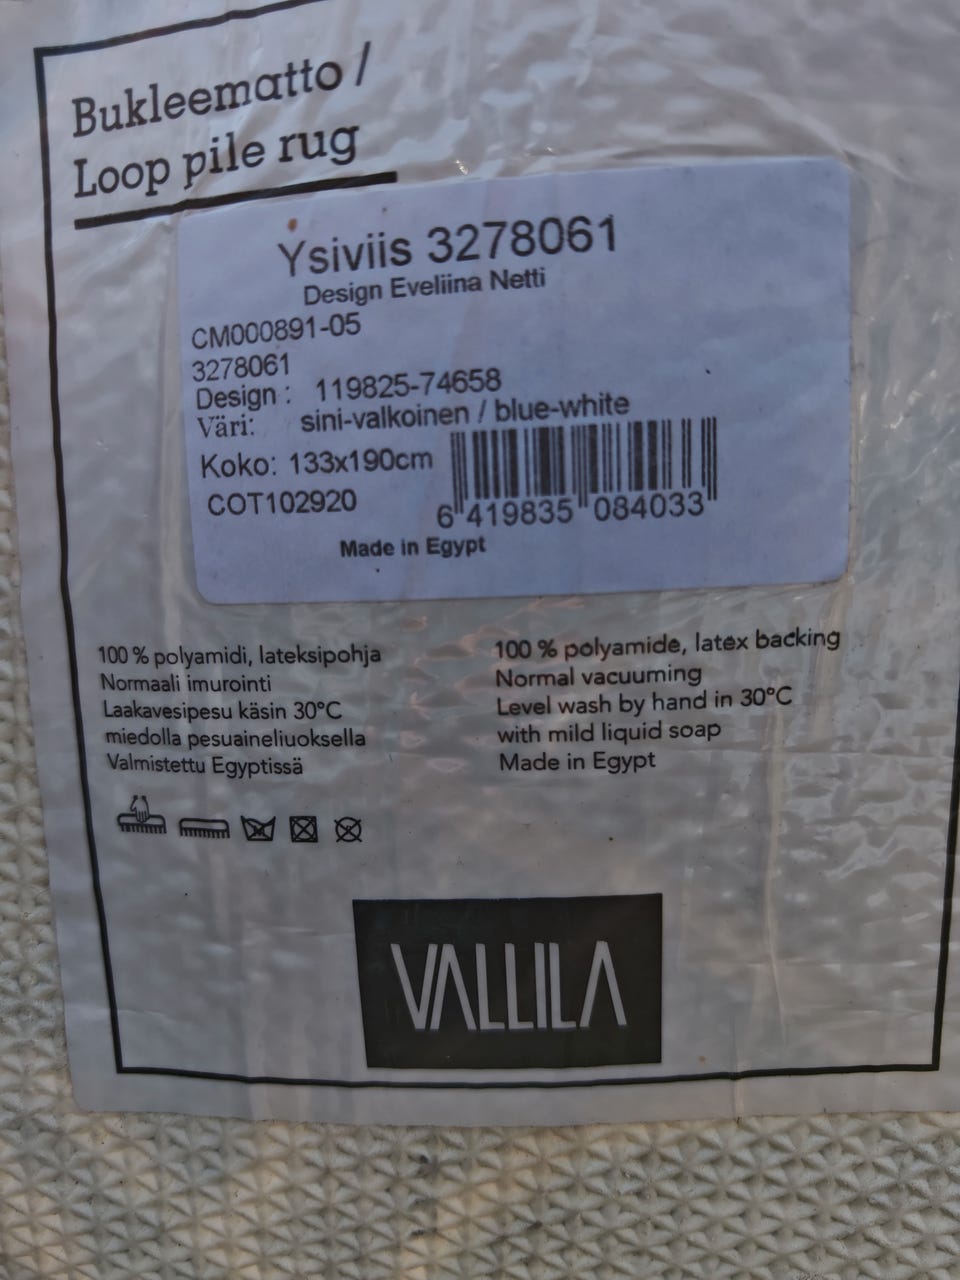 Bukleematto /
Loop pile rug
Ysiviis 3278061
Design Eveliina Netti
CM000891-05
3278061
Design : 119825-74658
Väri: sini-valkoinen / blue-white
Koko: 133x190cm
COT102920
6 419835 084033
Made in Egypt
100 % polyamidi, lateksipohja
Normaali imurointi
Laakavesipesu käsin 30°C
miedolla pesuaineliuoksella
Valmistettu Egyptissä
100 % polyamide, latex backing
Normal vacuuming
Level wash by hand in 30°C
with mild liquid soap
Made in Egypt
VALLILA